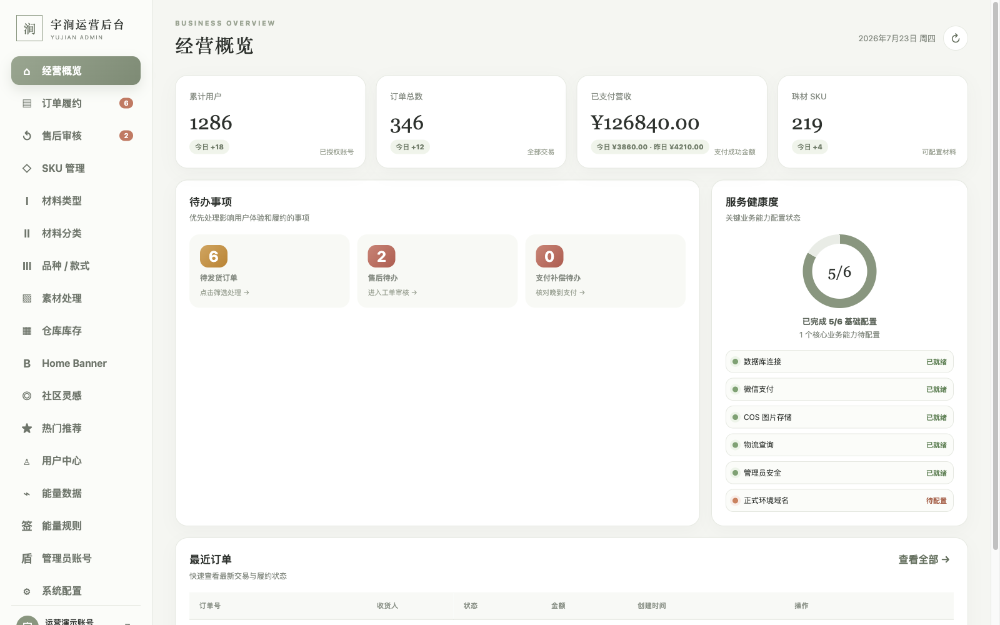 涧
宇涧运营后台
YUJIAN ADMIN
经营概览
订单履约 6
售后审核 2
SKU 管理
I 材料类型
II 材料分类
III 品种 / 款式
素材处理
仓库库存
B Home Banner
社区灵感
热门推荐
用户中心
能量数据
签 能量规则
盾 管理员账号
系统配置
运营演示账号
BUSINESS OVERVIEW
经营概览
2026年7月23日 周四
累计用户
1286
今日 +18
已授权账号
订单总数
346
今日 +12
全部交易
已支付营收
¥126840.00
今日 ¥3860.00 · 昨日 ¥4210.00
支付成功金额
珠材 SKU
219
今日 +4
可配置材料
待办事项
优先处理影响用户体验和履约的事项
6
待发货订单
点击筛选处理 →
2
售后待办
进入工单审核 →
0
支付补偿待办
核对晚到支付 →
服务健康度
关键业务能力配置状态
5/6
已完成 5/6 基础配置
1 个核心业务能力待配置
数据库连接 已就绪
微信支付 已就绪
COS 图片存储 已就绪
物流查询 已就绪
管理员安全 已就绪
正式环境域名 待配置
最近订单
查看全部 →
快速查看最新交易与履约状态
订单号 收货人 状态 金额 创建时间 操作